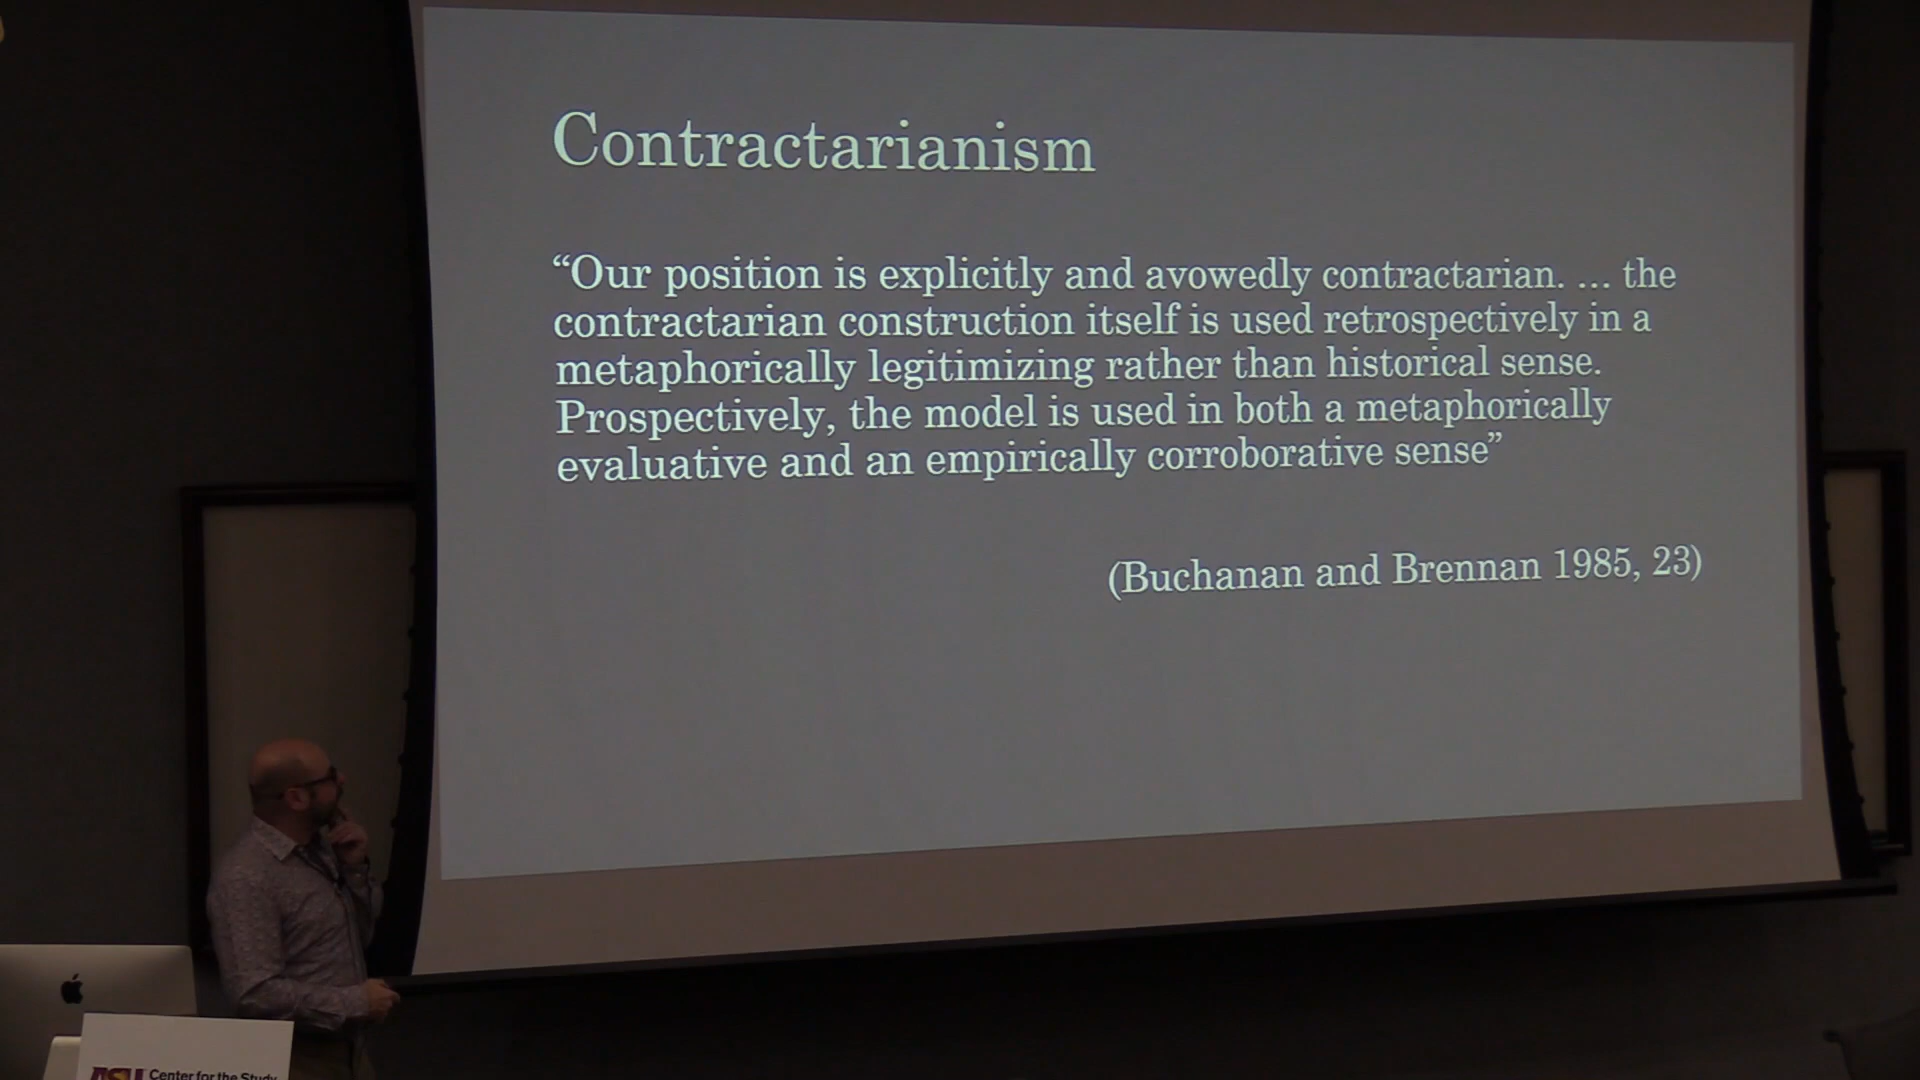 Contractarianism
“Our position is explicitly and avowedly contractarian. … the
contractarian construction itself is used retrospectively in a
metaphorically legitimizing rather than historical sense.
Prospectively, the model is used in both a metaphorically
evaluative and an empirically corroborative sense”
(Buchanan and Brennan 1985, 23)
ASU Center for the Study